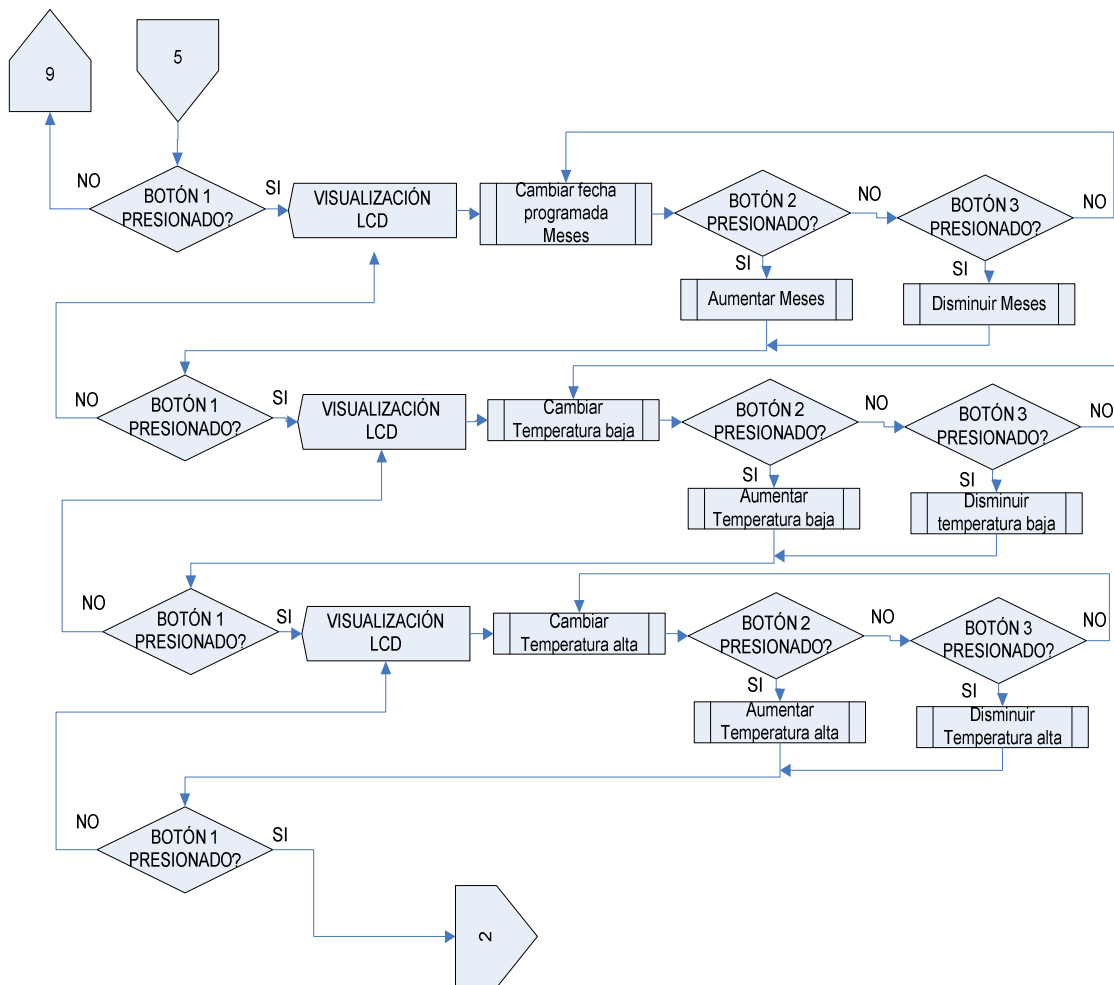 9
5
NO
BOTÓN 1
PRESIONADO?
SI
VISUALIZACIÓN
LCD
Cambiar fecha
programada
Meses
BOTÓN 2
PRESIONADO?
NO
BOTÓN 3
PRESIONADO?
NO
SI
SI
Aumentar Meses
Disminuir Meses
NO
BOTÓN 1
PRESIONADO?
SI
VISUALIZACIÓN
LCD
Cambiar
Temperatura baja
BOTÓN 2
PRESIONADO?
NO
BOTÓN 3
PRESIONADO?
NO
SI
SI
Aumentar
Temperatura baja
Disminuir
temperatura baja
NO
BOTÓN 1
PRESIONADO?
SI
VISUALIZACIÓN
LCD
Cambiar
Temperatura alta
BOTÓN 2
PRESIONADO?
NO
BOTÓN 3
PRESIONADO?
NO
SI
SI
Aumentar
Temperatura alta
Disminuir
Temperatura alta
NO
BOTÓN 1
PRESIONADO?
SI
2